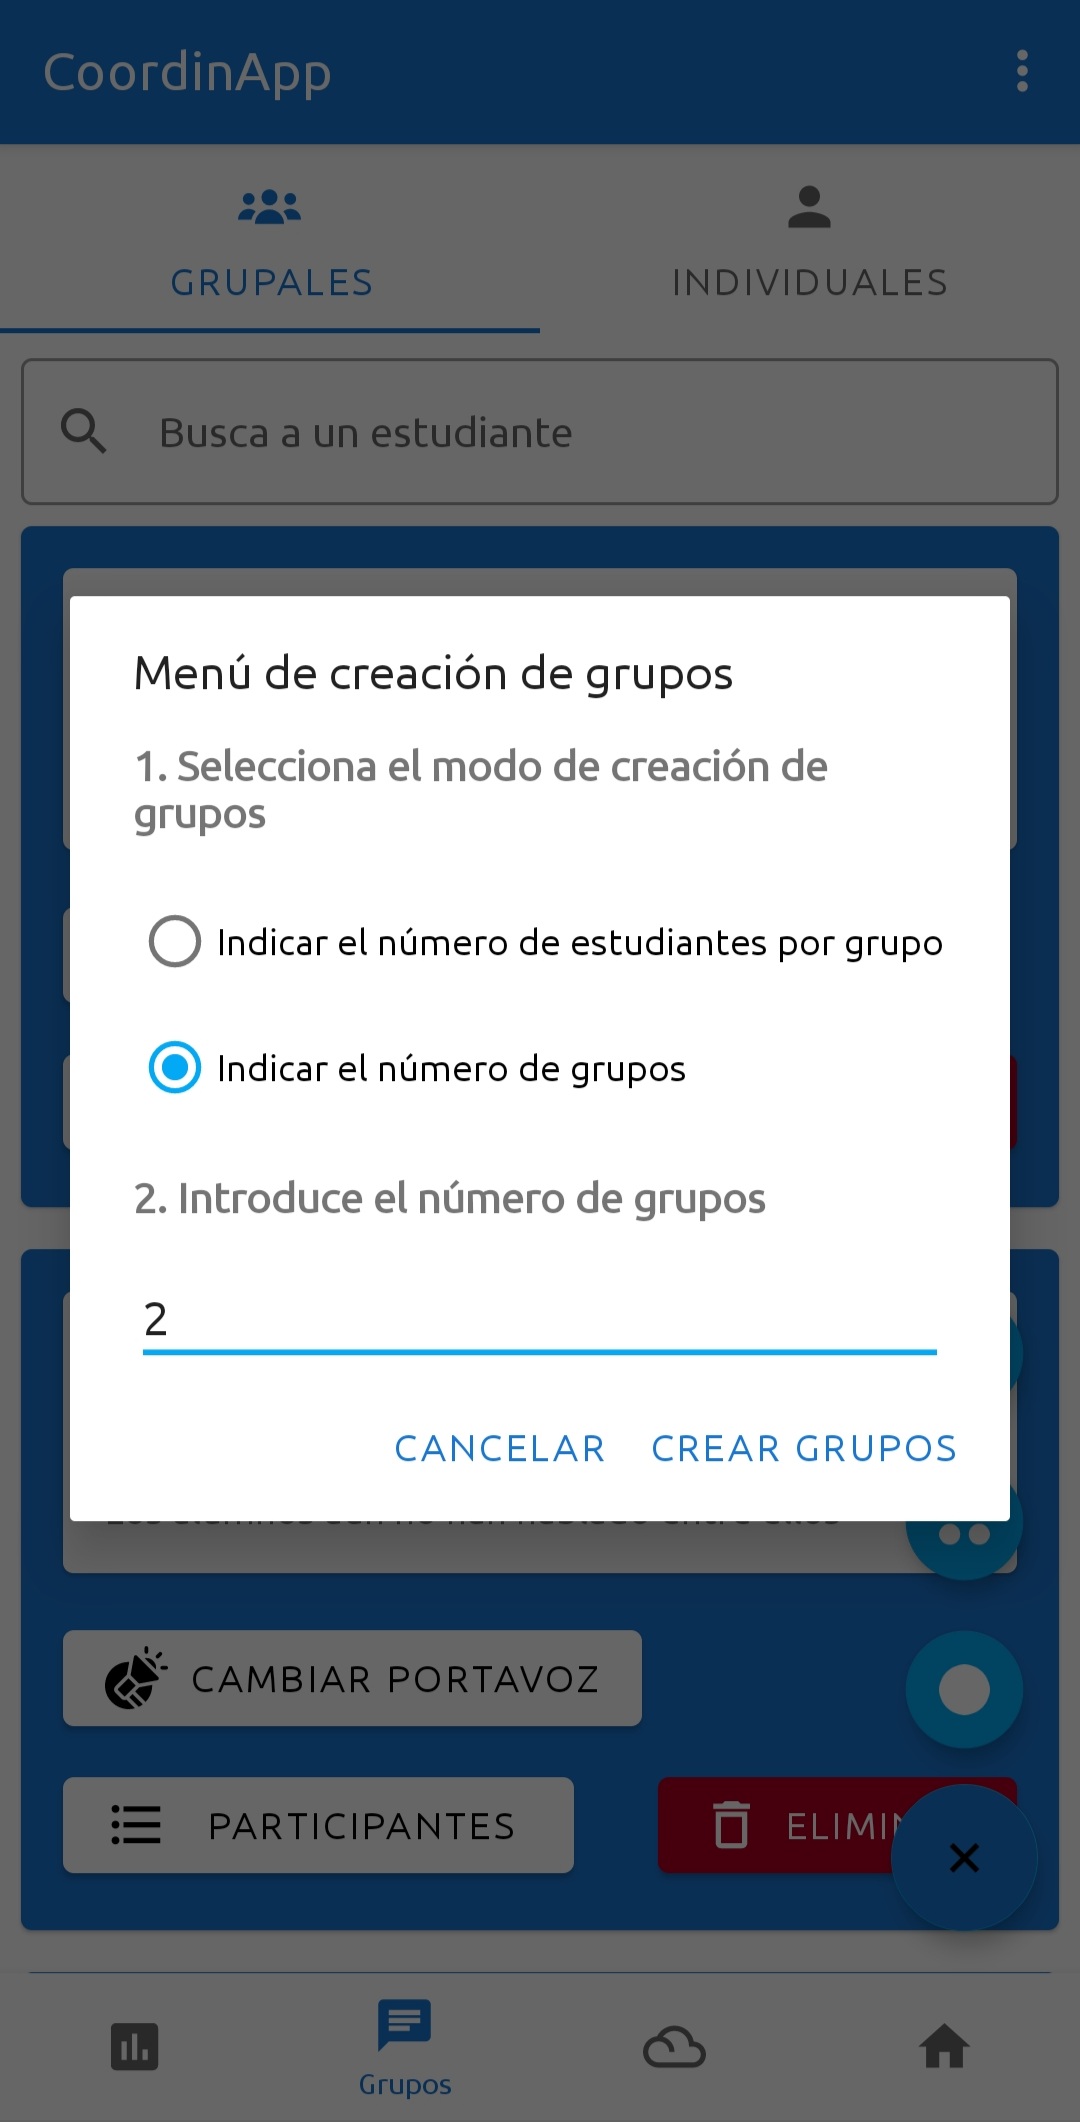 CoordinApp
GRUPALES
INDIVIDUALES
Busca a un estudiante
Menú de creación de grupos
1. Selecciona el modo de creación de
grupos
Indicar el número de estudiantes por grupo
Indicar el número de grupos
2. Introduce el número de grupos
2
CANCELAR
CREAR GRUPOS
CAMBIAR PORTAVOZ
PARTICIPANTES
Grupos